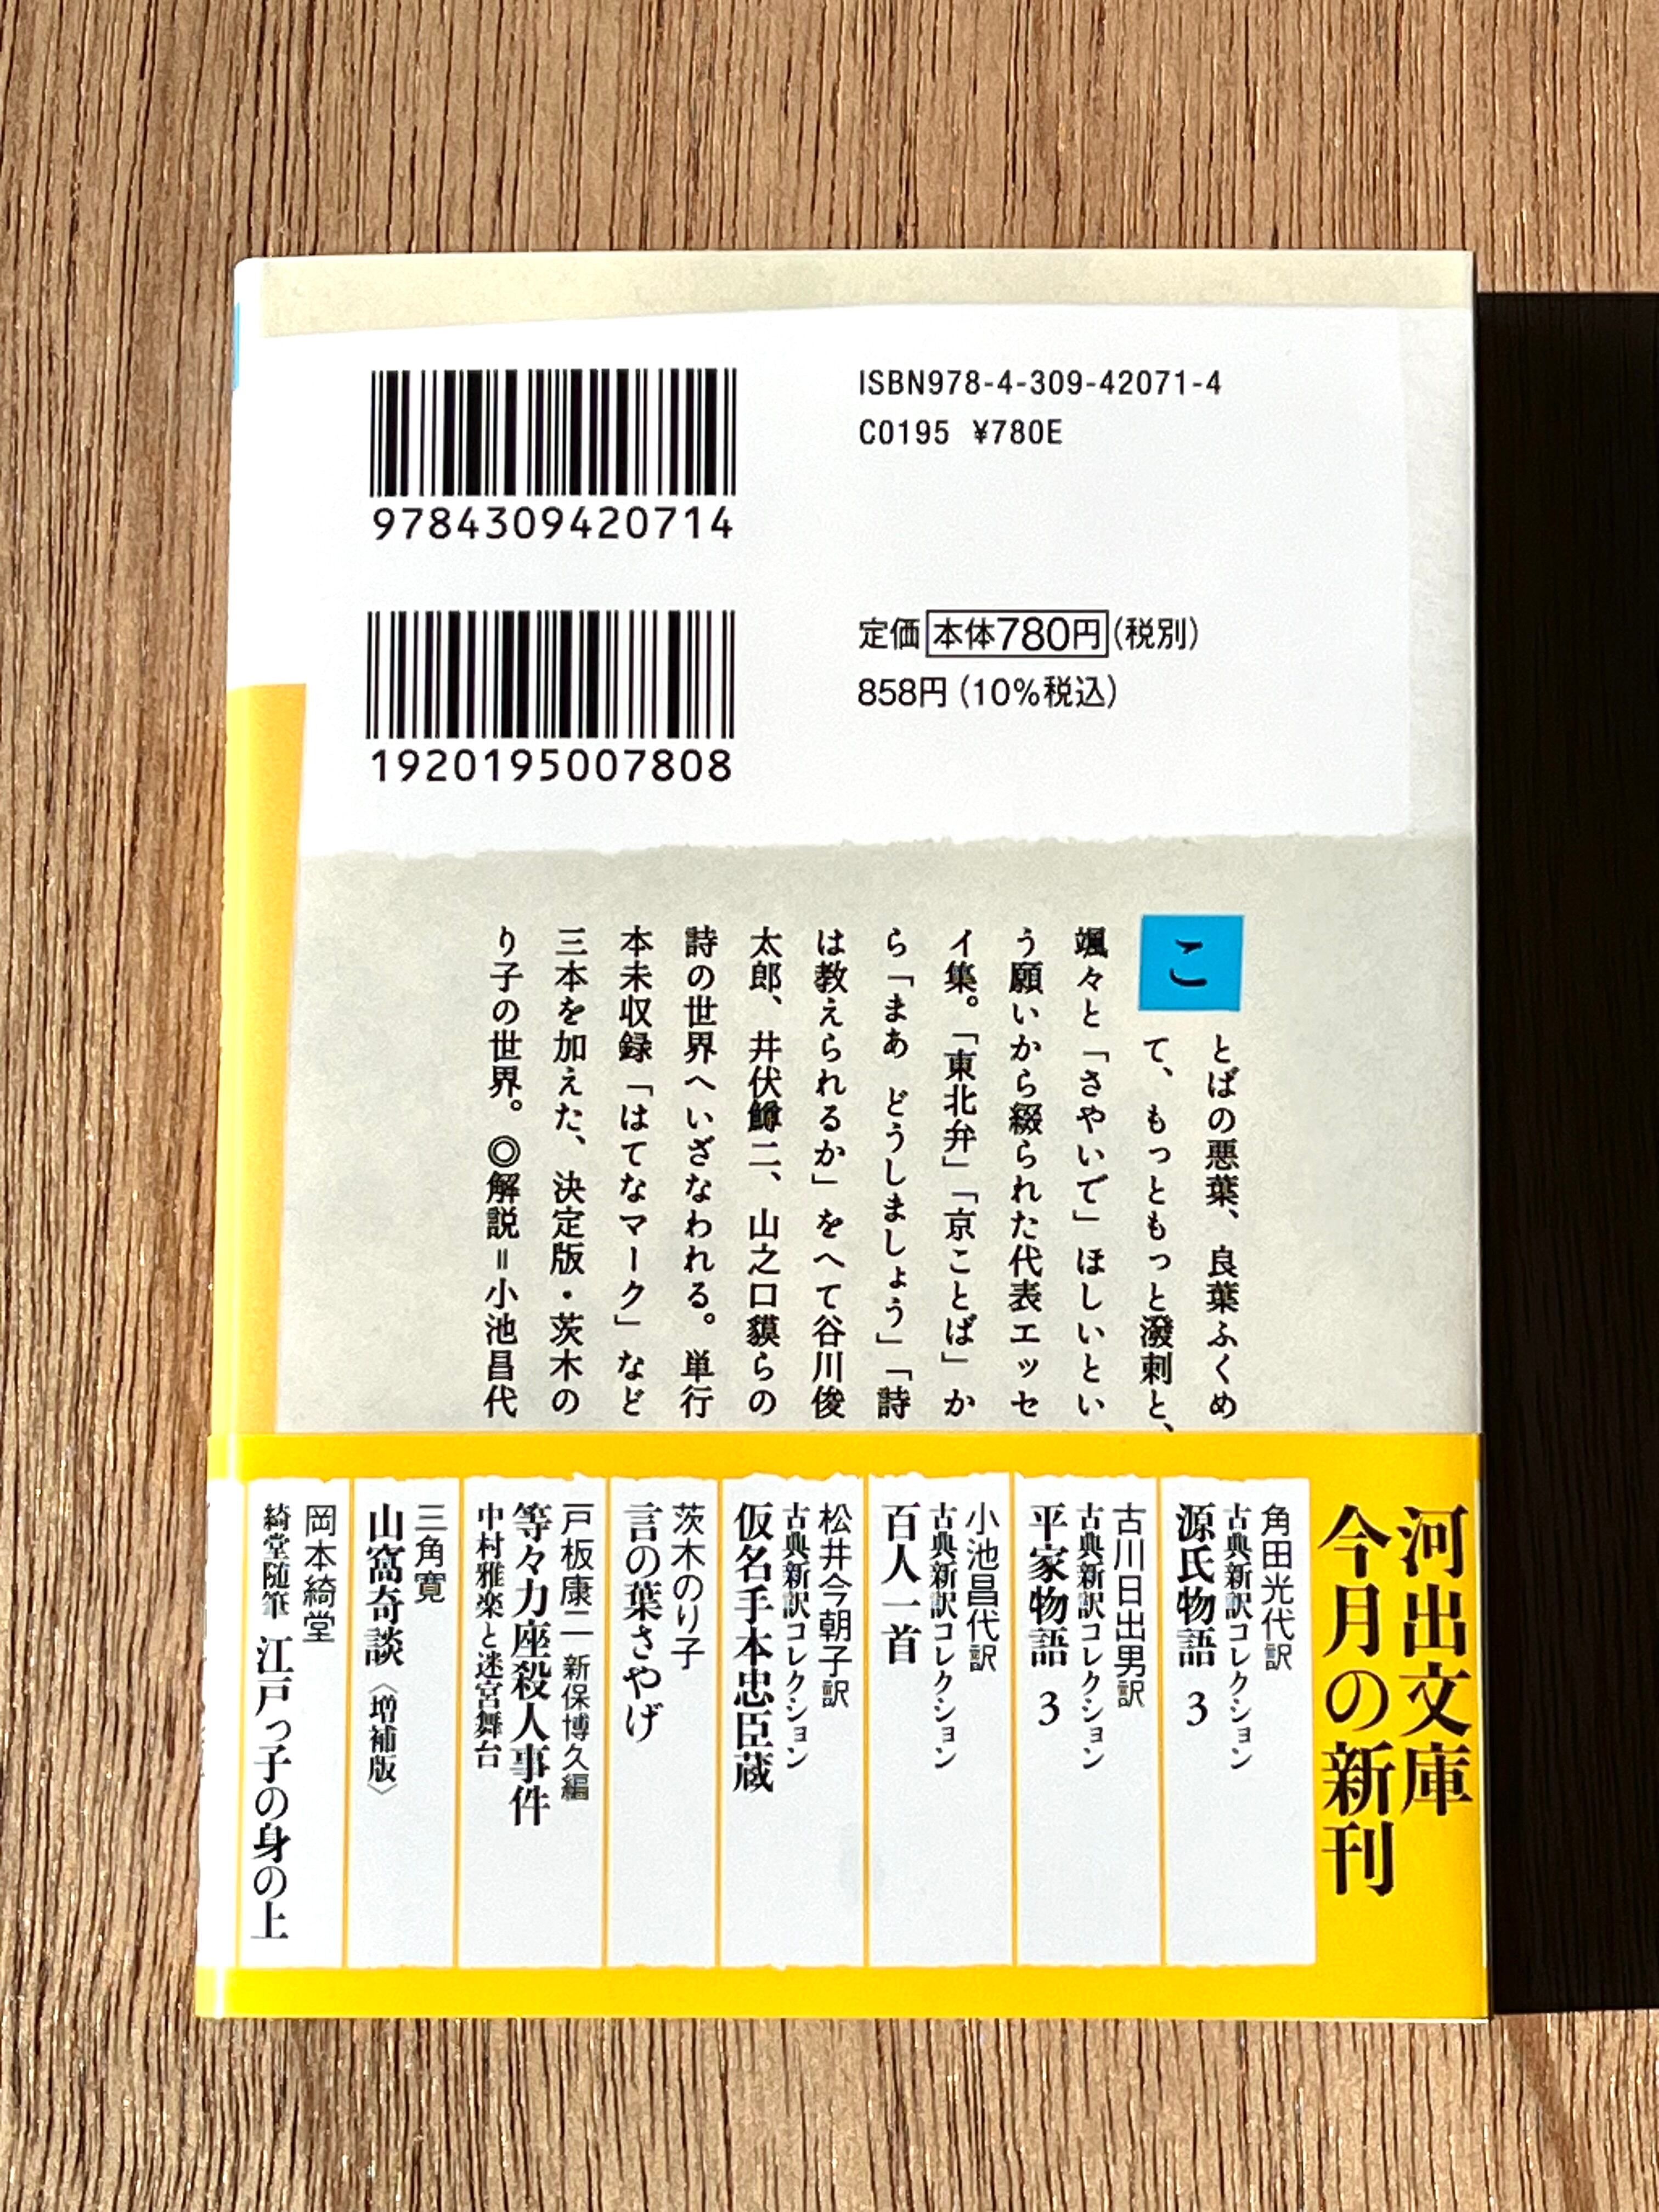 9784309420714
ISBN978-4-309-42071-4
C0195 ¥780E
1920195007808
定価本体780円(税別)
858円(10%税込)
ことばの悪葉、良葉ふくめ
て、もっともっと潑剌と、
颯々と「さやいで」ほしいとい
う願いから綴られた代表エッセ
イ集。「東北弁」「京ことば」か
ら「まあ どうしましょう」「詩
は教えられるか」をへて谷川俊
太郎、井伏鱒二、山之口貘らの
詩の世界へいざなわれる。単行
本未収録「はてなマーク」など
三本を加えた、決定版・茨木の
り子の世界。◎解説=小池昌代
河出文庫
今月の新刊
角田光代訳
古典新訳コレクション
源氏物語 3
古川日出男訳
古典新訳コレクション
平家物語 3
小池昌代訳
古典新訳コレクション
百人一首
松井今朝子訳
古典新訳コレクション
仮名手本忠臣蔵
茨木のり子
言の葉さやげ
戸板康二 新保博久編
等々力座殺人事件
中村雅楽と迷宮舞台
三角寛
山窩奇談〈増補版〉
岡本綺堂
綺堂随筆 江戸っ子の身の上